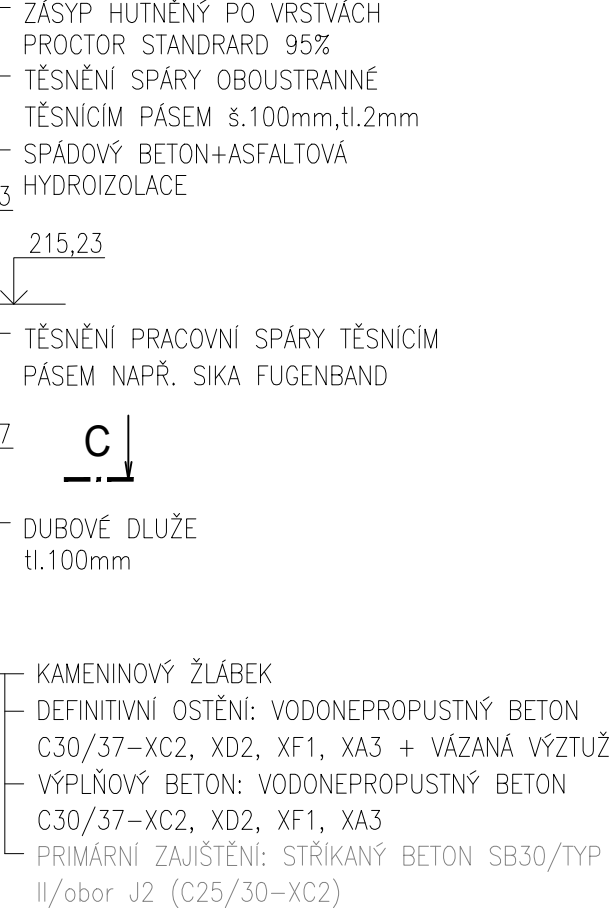 ZÁSYP HUTNĚNÝ PO VRSTVÁCH
PROCTOR STANDRARD 95%
TĚSNĚNÍ SPÁRY OBOUSTRANNÉ
TĚSNÍCÍM PÁSEM š.100mm,tl.2mm
SPÁDOVÝ BETON+ASFALTOVÁ
3 HYDROIZOLACE
215,23
TĚSNĚNÍ PRACOVNÍ SPÁRY TĚSNÍCÍM
PÁSEM NAPŘ. SIKA FUGENBAND
7 C
DUBOVÉ DLUŽE
tl.100mm
KAMENINOVÝ ŽLÁBEK
DEFINITIVNÍ OSTĚNÍ: VODONEPROPUSTNÝ BETON
C30/37-XC2, XD2, XF1, XA3 + VÁZANÁ VÝZTUŽ
VÝPLŇOVÝ BETON: VODONEPROPUSTNÝ BETON
C30/37-XC2, XD2, XF1, XA3
PRIMÁRNÍ ZAJIŠTĚNÍ: STŘÍKANÝ BETON SB30/TYP
II/obor J2 (C25/30-XC2)